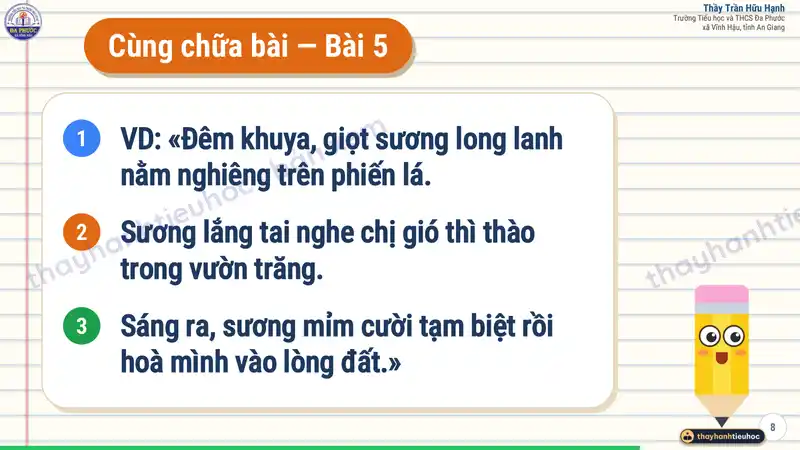 Thầy Trần Hữu Hạnh
Trường Tiểu học và THCS Đa Phước
xã Vĩnh Hậu, tỉnh An Giang
ĐA PHƯỚC
Cùng chữa bài — Bài 5
1
VD: «Đêm khuya, giọt sương long lanh
nằm nghiêng trên phiến lá.
2
Sương lắng tai nghe chị gió thì thào
trong vườn trăng.
3
Sáng ra, sương mỉm cười tạm biệt rồi
hoà mình vào lòng đất.»
thayhanhtieuhoc
8